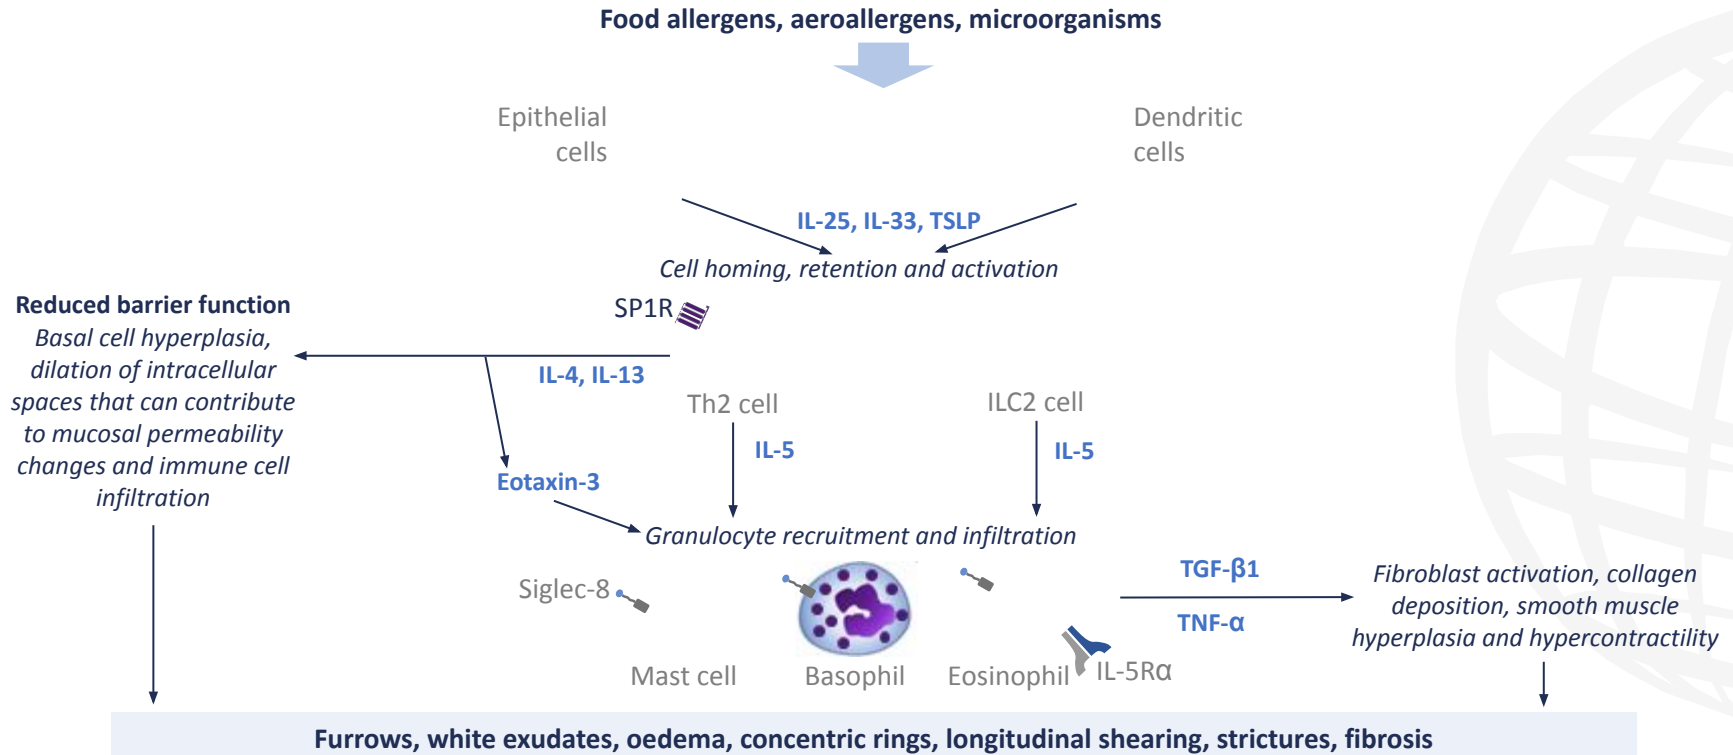 Food allergens, aeroallergens, microorganisms
Epithelial
cells
Dendritic
cells
IL-25, IL-33, TSLP
Cell homing, retention and activation
SP1R
Reduced barrier function
Basal cell hyperplasia,
dilation of intracellular
spaces that can contribute
to mucosal permeability
changes and immune cell
infiltration
IL-4, IL-13
Th2 cell
ILC2 cell
IL-5
IL-5
Eotaxin-3
Granulocyte recruitment and infiltration
Siglec-8
Mast cell
Basophil
Eosinophil
IL-5Rα
TGF-β1
TNF-α
Fibroblast activation, collagen
deposition, smooth muscle
hyperplasia and hypercontractility
Furrows, white exudates, oedema, concentric rings, longitudinal shearing, strictures, fibrosis